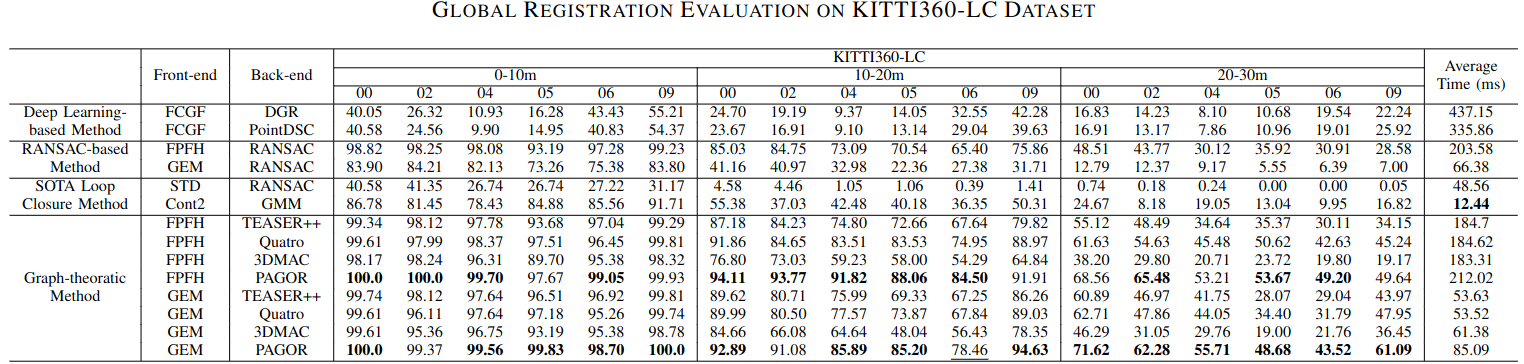 GLOBAL REGISTRATION EVALUATION ON KITTI360-LC DATASET
KITTI360-LC
Front-end Back-end 0-10m 10-20m 20-30m Average Time (ms)
00 02 04 05 06 09 00 02 04 05 06 09 00 02 04 05 06 09
Deep Learning- FCGF DGR 40.05 26.32 10.93 16.28 43.43 55.21 24.70 19.19 9.37 14.05 32.55 42.28 16.83 14.23 8.10 10.68 19.54 22.24 437.15
based Method FCGF PointDSC 40.58 24.56 9.90 14.95 40.83 54.37 23.67 16.91 9.10 13.14 29.04 39.63 16.91 13.17 7.86 10.96 19.01 25.92 335.86
RANSAC-based FPFH RANSAC 98.82 98.25 98.08 93.19 97.28 99.23 85.03 84.75 73.09 70.54 65.40 75.86 48.51 43.77 30.12 35.92 30.91 28.58 203.58
Method GEM RANSAC 83.90 84.21 82.13 73.26 75.38 83.80 41.16 40.97 32.98 22.36 27.38 31.71 12.79 12.37 9.17 5.55 6.39 7.00 66.38
SOTA Loop STD RANSAC 40.58 41.35 26.74 26.74 27.22 31.17 4.58 4.46 1.05 1.06 0.39 1.41 0.74 0.18 0.24 0.00 0.00 0.05 48.56
Closure Method Cont2 GMM 86.78 81.45 78.43 84.88 85.56 91.71 55.38 37.03 42.48 40.18 36.35 50.31 24.67 8.18 19.05 13.04 9.95 16.82 12.44
FPFH TEASER++ 99.34 98.12 97.78 93.68 97.04 99.29 87.18 84.23 74.80 72.66 67.64 79.82 55.12 48.49 34.64 35.37 30.11 34.15 184.7
FPFH Quatro 99.61 97.99 98.37 97.51 96.45 99.81 91.86 84.65 83.51 83.53 74.95 88.97 61.63 54.63 45.48 50.62 42.63 45.24 184.62
FPFH 3DMAC 98.17 98.24 96.31 89.70 95.38 98.32 76.80 73.03 59.23 58.00 54.29 64.84 38.20 29.80 20.71 23.72 19.80 19.17 183.31
Graph-theoratic FPFH PAGOR 100.0 100.0 99.70 97.67 99.05 99.93 94.11 93.77 91.82 88.06 84.50 91.91 68.56 65.48 53.21 53.67 49.20 49.64 212.02
Method GEM TEASER++ 99.74 98.12 97.64 96.51 96.92 99.81 89.62 80.71 75.99 69.33 67.25 86.26 60.89 46.97 41.75 28.07 29.04 43.97 53.63
GEM Quatro 99.61 96.11 97.64 97.18 95.26 99.74 89.99 80.50 77.57 73.87 67.84 89.03 62.71 47.86 44.05 34.40 31.79 47.95 53.52
GEM 3DMAC 99.61 95.36 96.75 93.19 95.38 98.78 84.66 66.08 64.64 48.04 56.43 78.35 46.29 31.05 29.76 19.00 21.76 36.45 61.38
GEM PAGOR 100.0 99.37 99.56 99.83 98.70 100.0 92.89 91.08 85.89 85.20 78.46 94.63 71.62 62.28 55.71 48.68 43.52 61.09 85.09